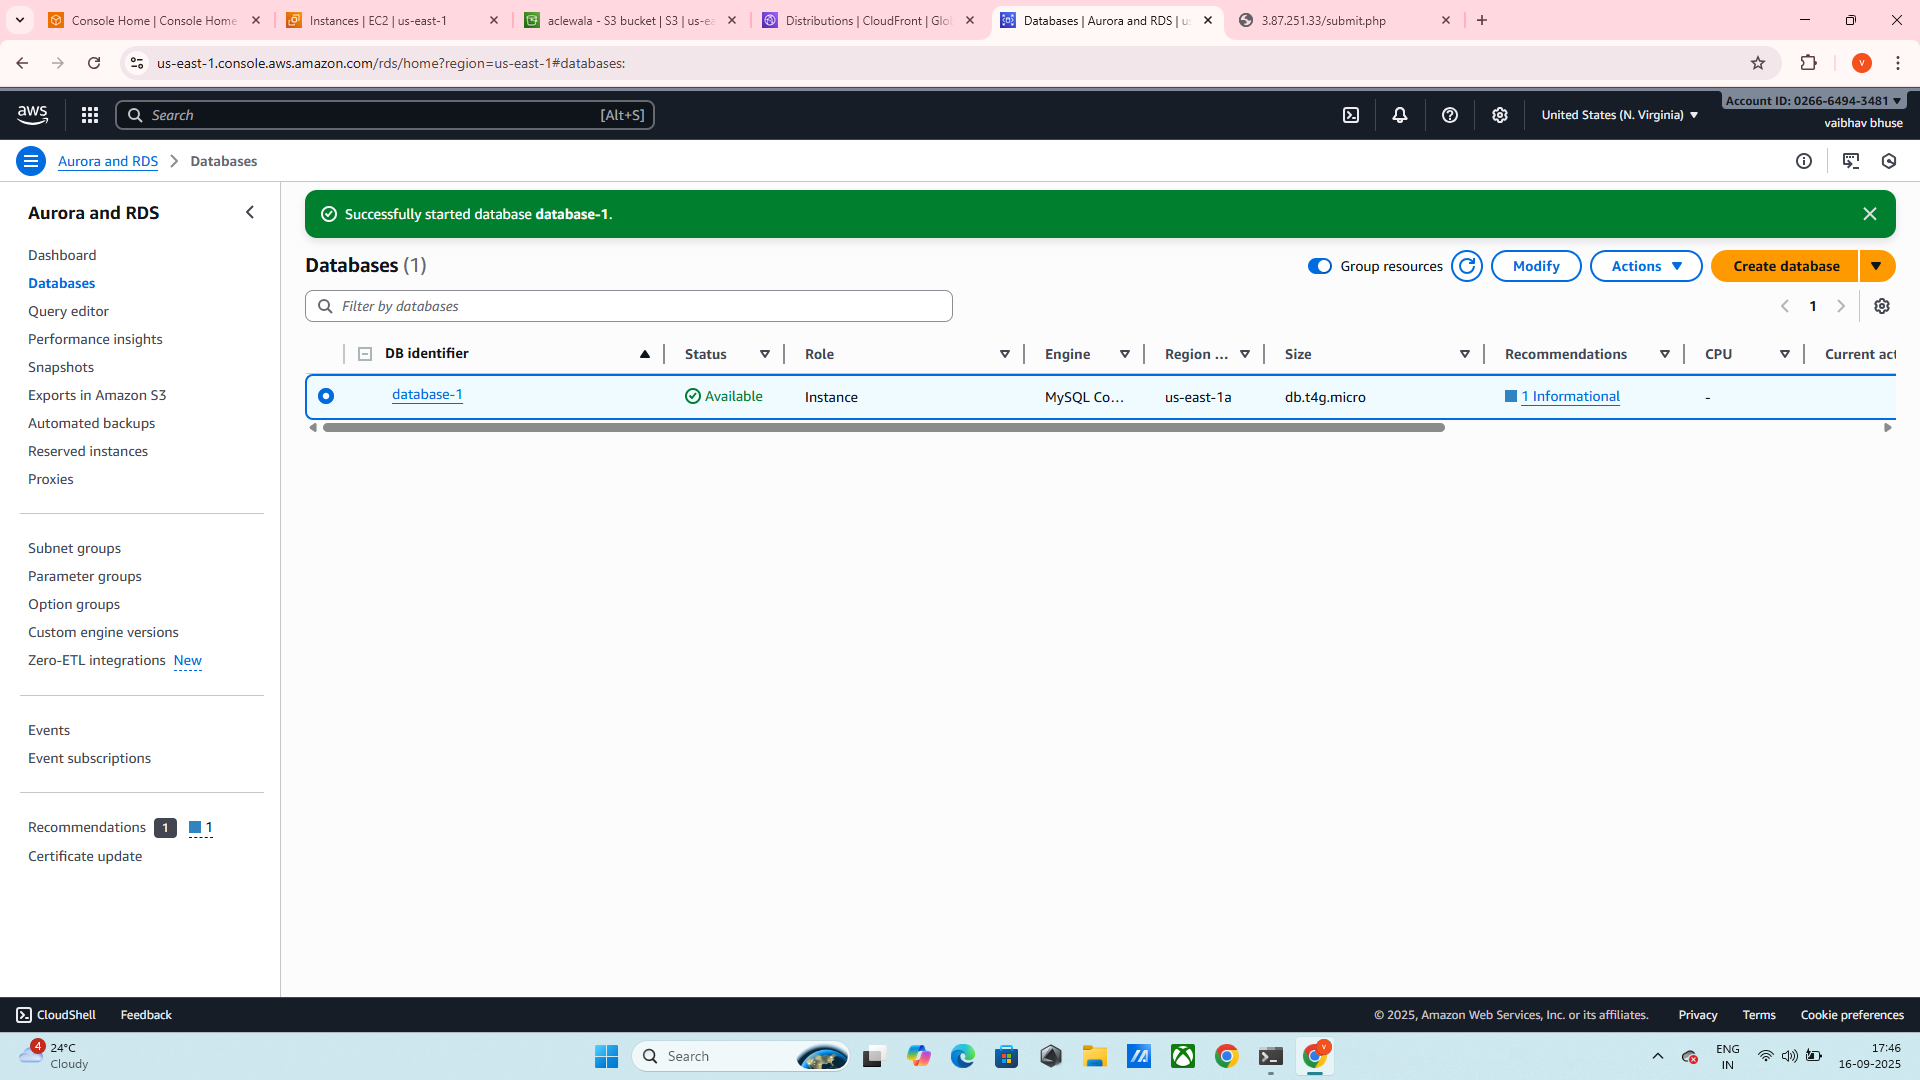 Console Home | Console Home
Instances | EC2 | us-east-1
aclewala - S3 bucket | S3 | us-ea
Distributions | CloudFront | Glo
Databases | Aurora and RDS | us
3.87.251.33/submit.php
us-east-1.console.aws.amazon.com/rds/home?region=us-east-1#databases:
V
aws
Search
[Alt+S]
United States (N. Virginia)
Account ID: 0266-6494-3481
vaibhav bhuse
Aurora and RDS
Databases
Aurora and RDS
Dashboard
Databases
Query editor
Performance insights
Snapshots
Exports in Amazon S3
Automated backups
Reserved instances
Proxies
Subnet groups
Parameter groups
Option groups
Custom engine versions
Zero-ETL integrations New
Events
Event subscriptions
Recommendations 1 1
Certificate update
Successfully started database database-1.
Databases (1)
Group resources
Modify
Actions
Create database
Filter by databases
1
DB identifier Status Role Engine Region ... Size Recommendations CPU Current act
database-1 Available Instance MySQL Co... us-east-1a db.t4g.micro 1 Informational -
CloudShell
Feedback
© 2025, Amazon Web Services, Inc. or its affiliates.
Privacy
Terms
Cookie preferences
4
24°C
Cloudy
Search
v
ENG
IN
17:46
16-09-2025